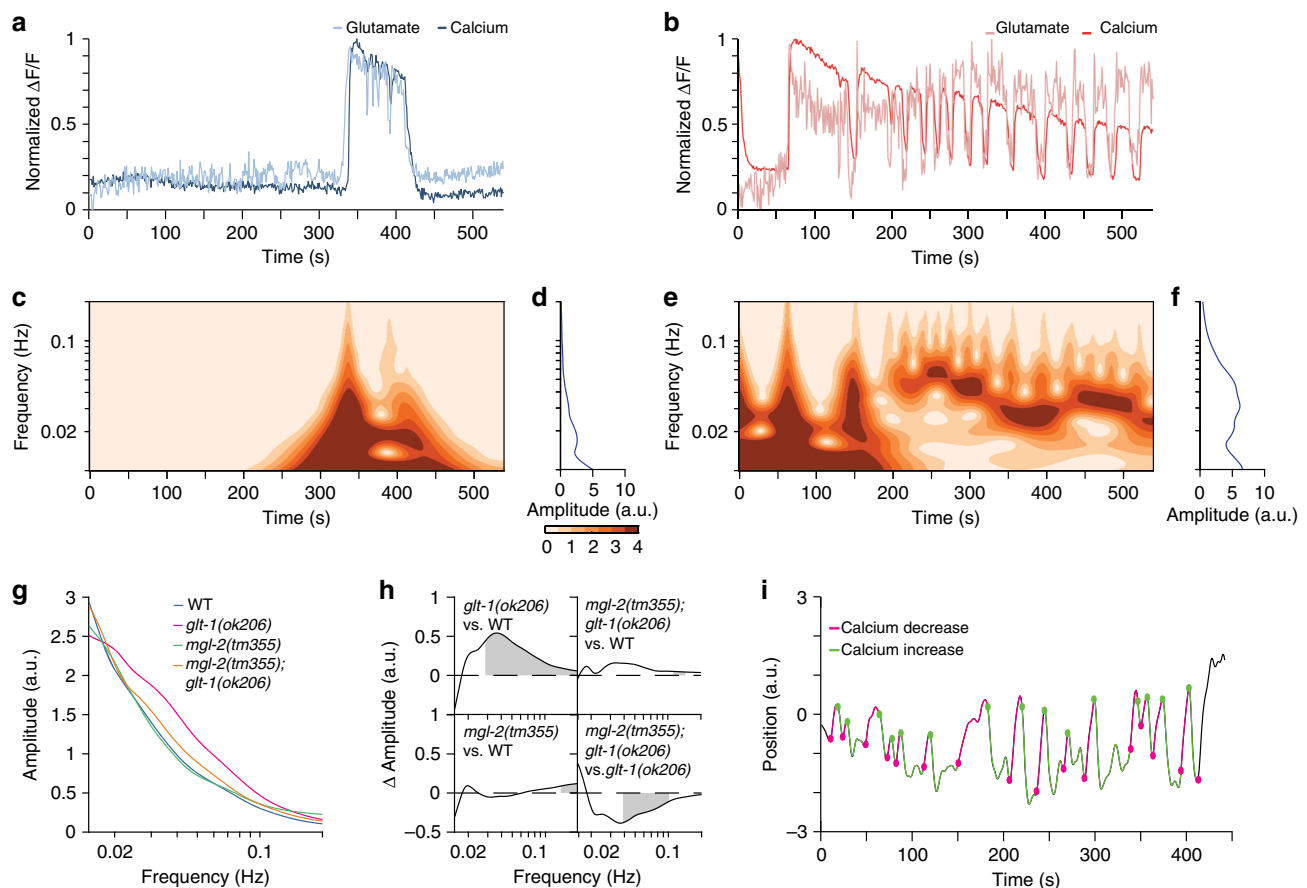 a
Glutamate
Calcium
1
0.5
0
Normalized ΔF/F
0
100
200
300
400
500
Time (s)
b
Glutamate
Calcium
1
0.5
0
Normalized ΔF/F
0
100
200
300
400
500
Time (s)
c
0.1
0.02
Frequency (Hz)
0
100
200
300
400
500
Time (s)
d
0
5
10
Amplitude (a.u.)
0 1 2 3 4
e
0.1
0.02
Frequency (Hz)
0
100
200
300
400
500
Time (s)
f
0
5
10
Amplitude (a.u.)
g
WT
glt-1(ok206)
mgl-2(tm355)
mgl-2(tm355);
glt-1(ok206)
3
2.5
2
1.5
1
0.5
0
Amplitude (a.u.)
0.02
0.1
Frequency (Hz)
h
glt-1(ok206)
vs. WT
mgl-2(tm355);
glt-1(ok206)
vs. WT
mgl-2(tm355)
vs. WT
mgl-2(tm355);
glt-1(ok206)
vs.glt-1(ok206)
1
0.5
0
1
0
−0.5
Δ Amplitude (a.u.)
0.02
0.1
0.02
0.1
Frequency (Hz)
i
Calcium decrease
Calcium increase
3
0
−3
Position (a.u.)
0
100
200
300
400
Time (s)